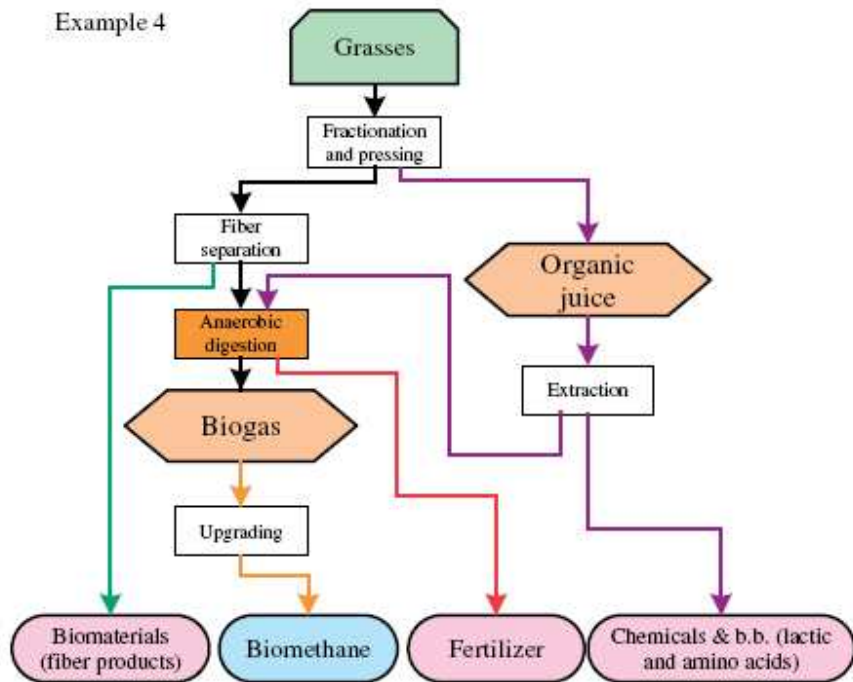 Example 4
Grasses
Fractionation
and pressing
Fiber
separation
Organic
juice
Anaerobic
digestion
Extraction
Biogas
Upgrading
Biomaterials
(fiber products)
Biomethane
Fertilizer
Chemicals & b.b. (lactic
and amino acids)